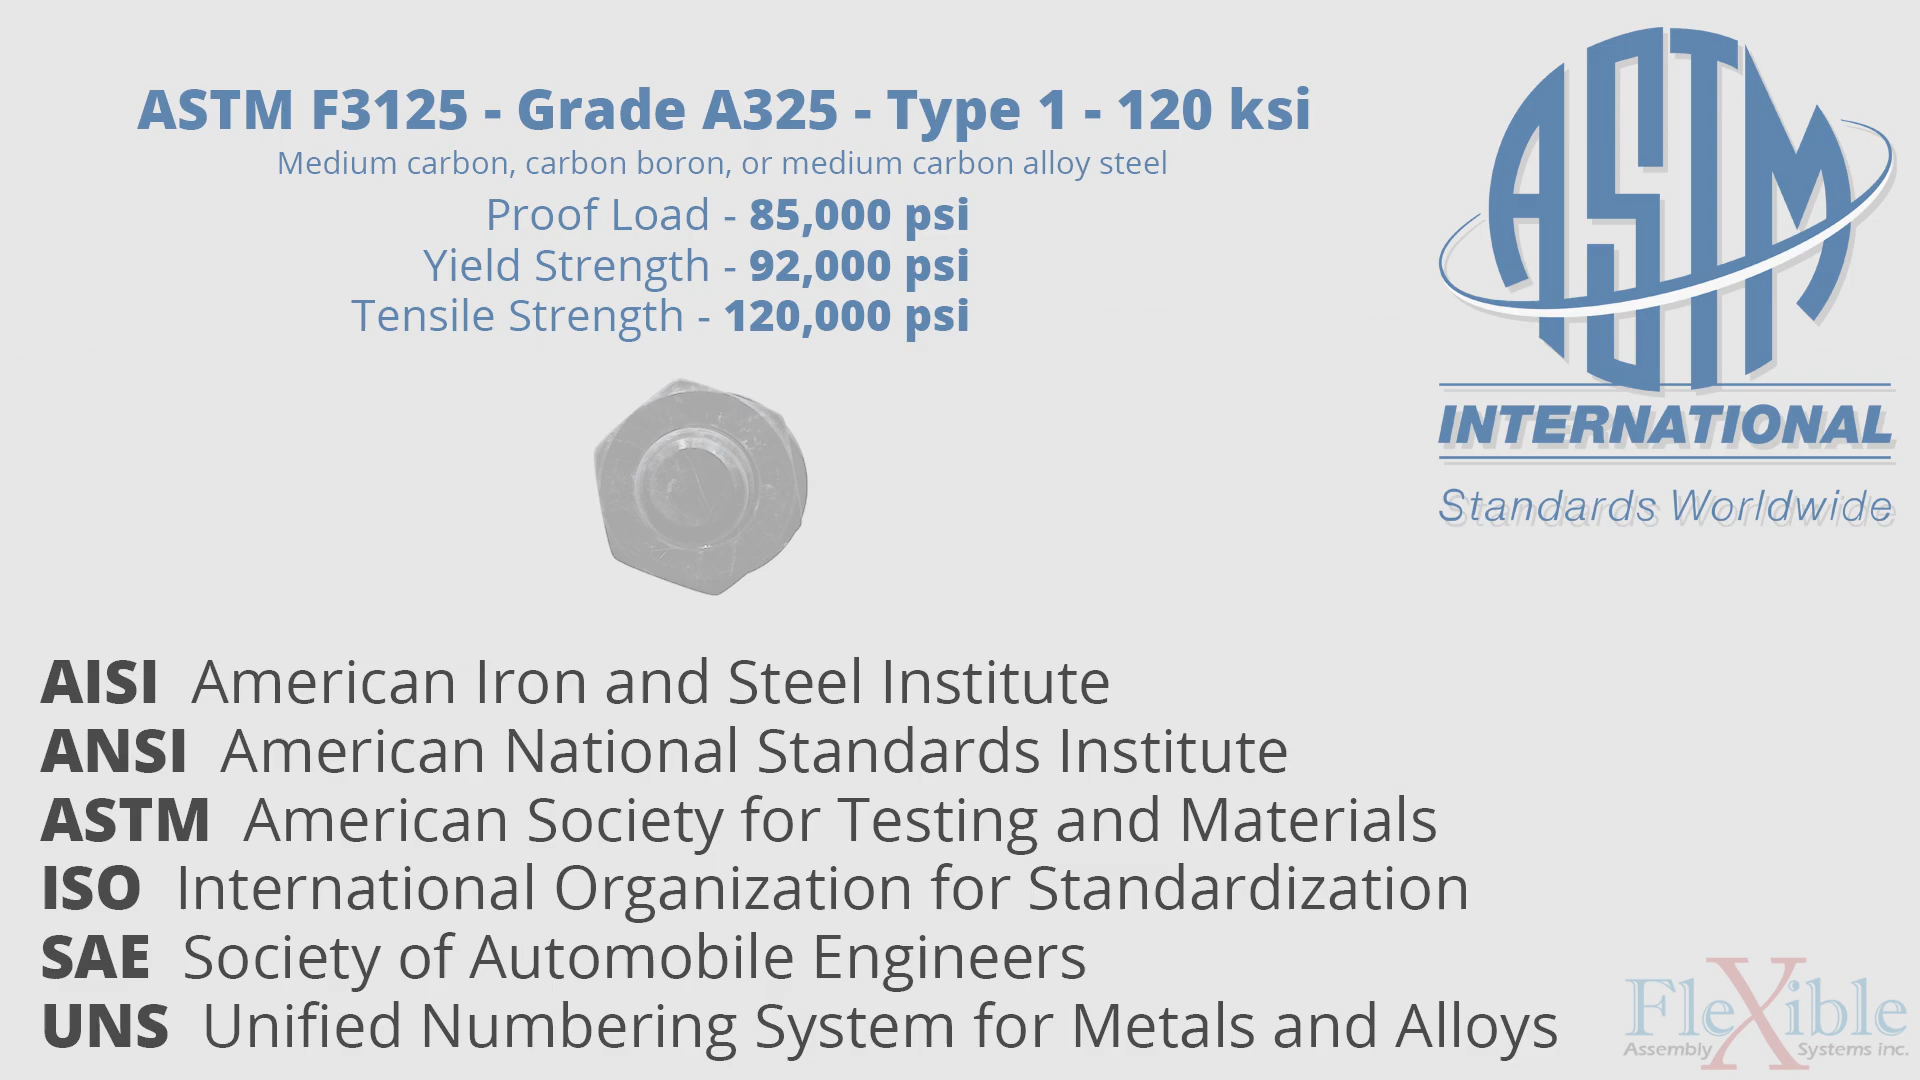 ASTM F3125 - Grade A325 - Type 1 - 120 ksi
Medium carbon, carbon boron, or medium carbon alloy steel
Proof Load - 85,000 psi
Yield Strength - 92,000 psi
Tensile Strength - 120,000 psi
ASTM
INTERNATIONAL
Standards Worldwide
AISI American Iron and Steel Institute
ANSI American National Standards Institute
ASTM American Society for Testing and Materials
ISO International Organization for Standardization
SAE Society of Automobile Engineers
UNS Unified Numbering System for Metals and Alloys
FleXible
Assembly Systems inc.